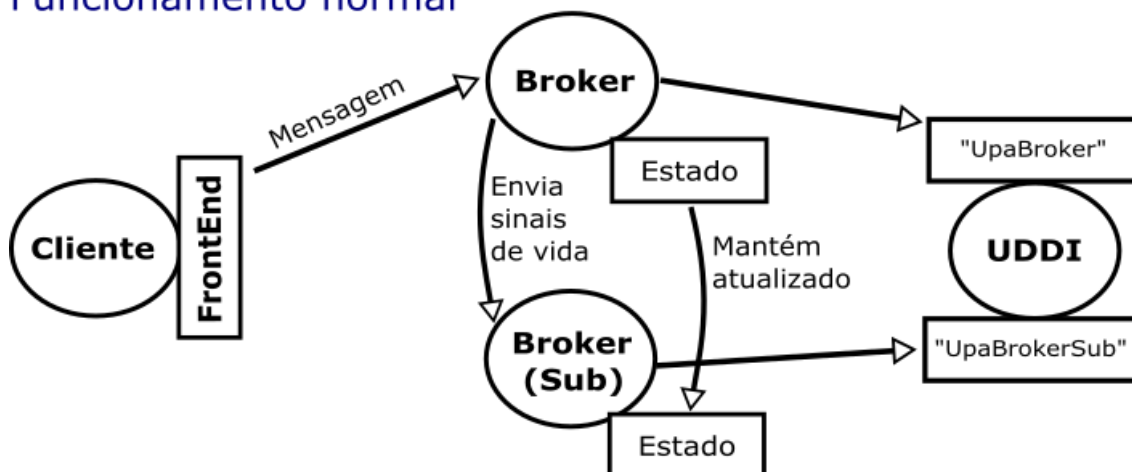 Funcionamento normal
Mensagem
Broker
"UpaBroker"
Estado
Envia
sinais
de vida
Cliente
FrontEnd
Mantém
atualizado
UDDI
Broker
(Sub)
"UpaBrokerSub"
Estado